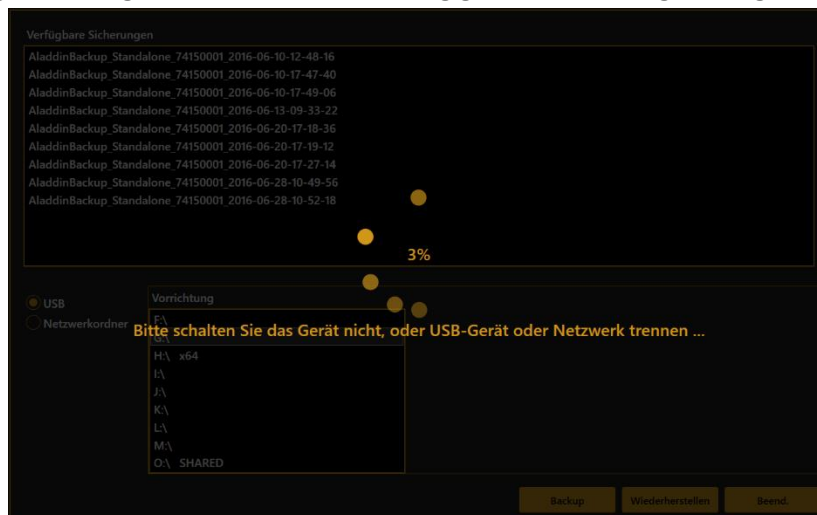 Verfügbare Sicherungen
AladdinBackup_Standalone_74150001_2016-06-10-12-48-16
AladdinBackup_Standalone_74150001_2016-06-10-17-47-40
AladdinBackup_Standalone_74150001_2016-06-10-17-49-06
AladdinBackup_Standalone_74150001_2016-06-13-09-33-22
AladdinBackup_Standalone_74150001_2016-06-20-17-18-36
AladdinBackup_Standalone_74150001_2016-06-20-17-19-12
AladdinBackup_Standalone_74150001_2016-06-20-17-27-14
AladdinBackup_Standalone_74150001_2016-06-28-10-49-56
AladdinBackup_Standalone_74150001_2016-06-28-10-52-18
3%
USB
Netzwerkordner
Vorrichtung
F:\
Bitte schalten Sie das Gerät nicht, oder USB-Gerät oder Netzwerk trennen ...
G:\
H:\ x64
I:\
J:\
K:\
L:\
M:\
O:\ SHARED
Backup Wiederherstellen Beend.